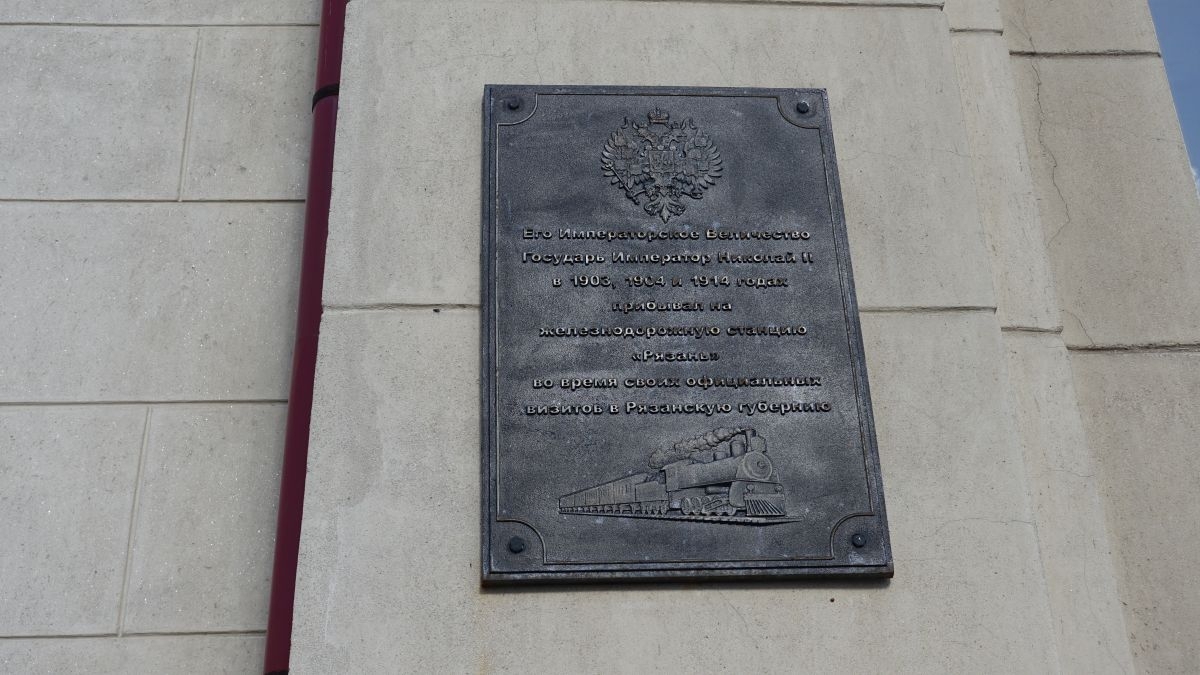 Его Императорское Величество
Государь Император Николай II
в 1903, 1904 и 1914 годах
прибывал на
железнодорожную станцию
«Рязань»
во время своих официальных
визитов в Рязанскую губернию